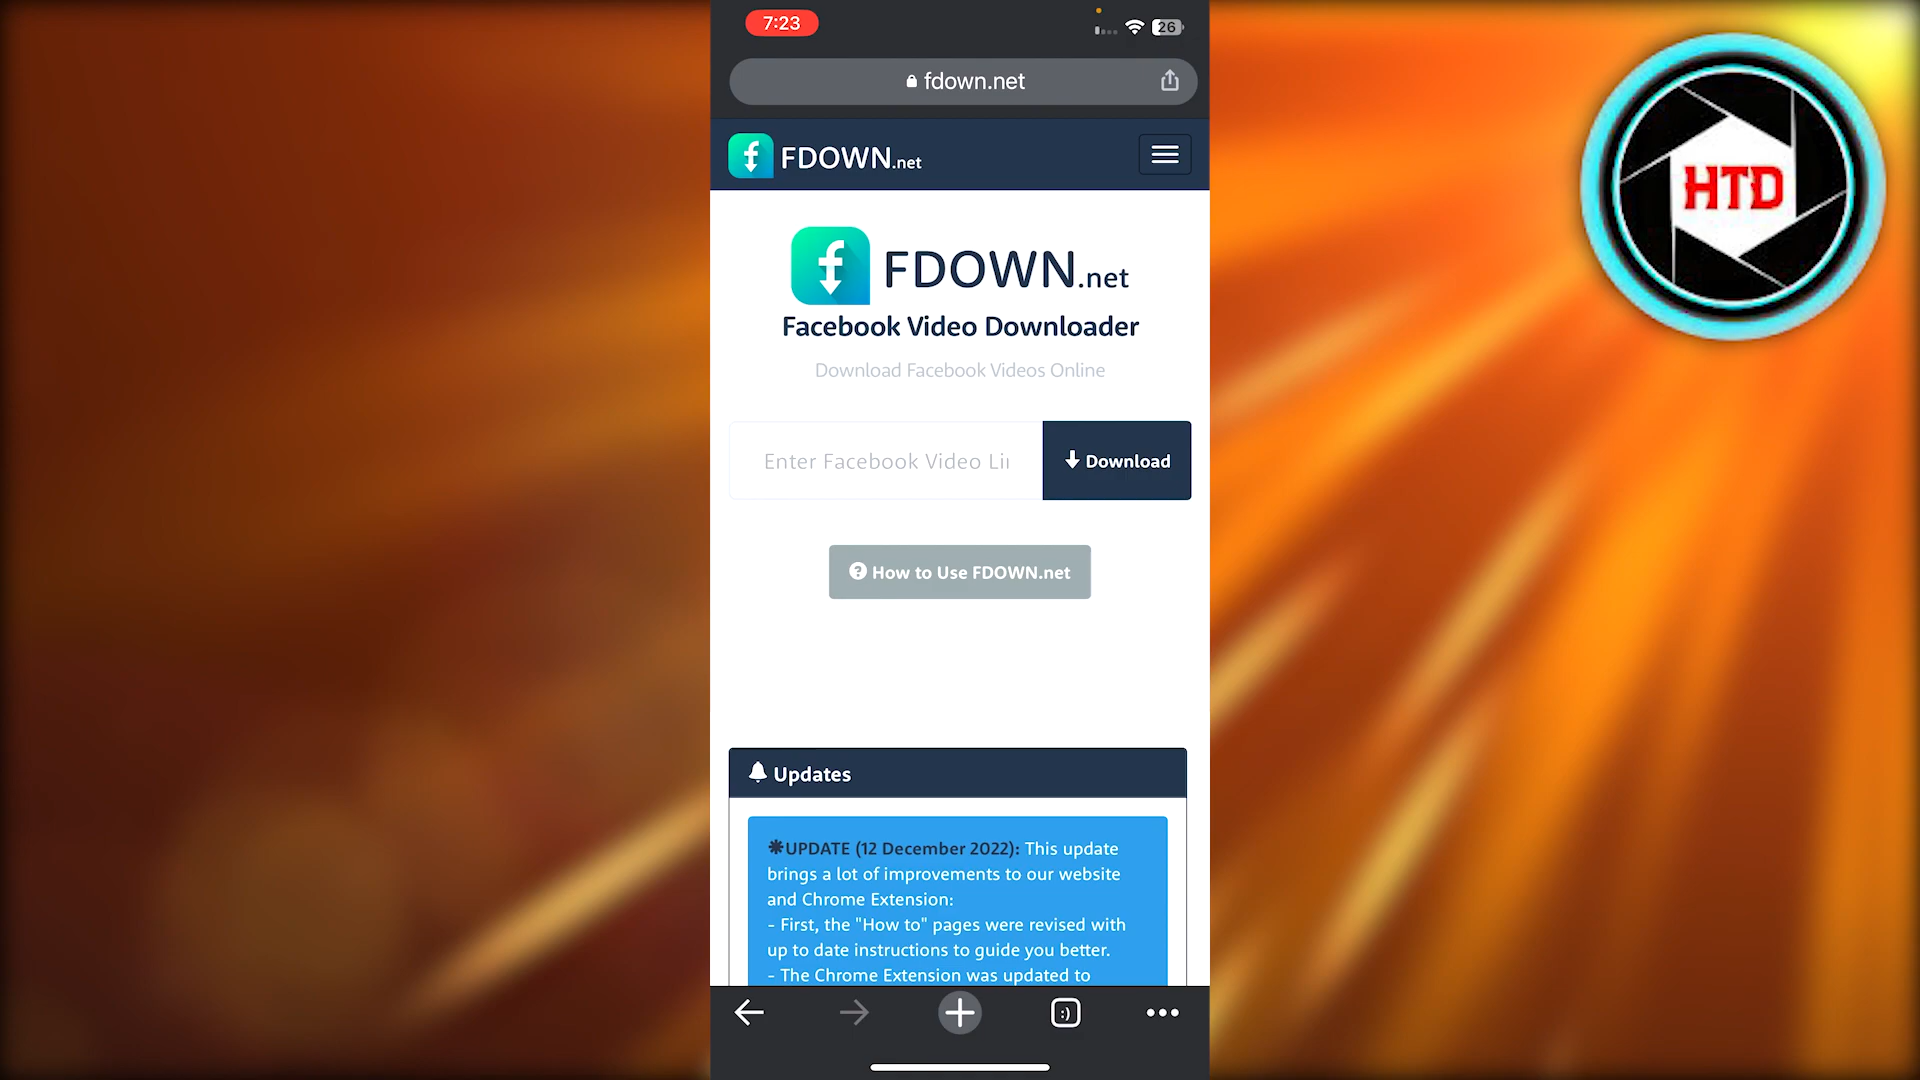 7:23
26
fdown.net
FDOWN.net
HTD
FDOWN.net
Facebook Video Downloader
Download Facebook Videos Online
Enter Facebook Video Li
Download
How to Use FDOWN.net
Updates
*UPDATE (12 December 2022): This update
brings a lot of improvements to our website
and Chrome Extension:
- First, the "How to" pages were revised with
up to date instructions to guide you better.
- The Chrome Extension was updated to
:)